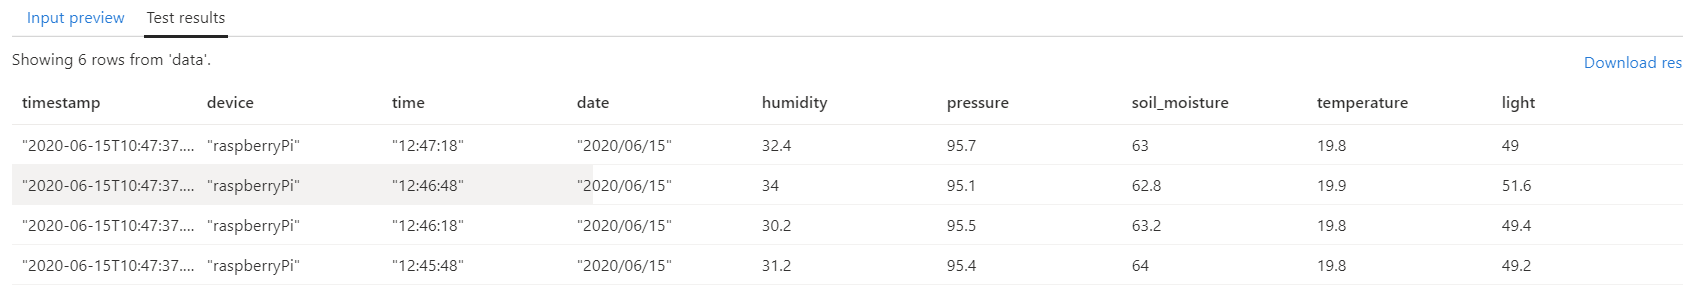 Input preview Test results
Showing 6 rows from 'data'.
Download res
timestamp device time date humidity pressure soil_moisture temperature light
"2020-06-15T10:47:37.... "raspberryPi" "12:47:18" "2020/06/15" 32.4 95.7 63 19.8 49
"2020-06-15T10:47:37.... "raspberryPi" "12:46:48" "2020/06/15" 34 95.1 62.8 19.9 51.6
"2020-06-15T10:47:37.... "raspberryPi" "12:46:18" "2020/06/15" 30.2 95.5 63.2 19.8 49.4
"2020-06-15T10:47:37.... "raspberryPi" "12:45:48" "2020/06/15" 31.2 95.4 64 19.8 49.2